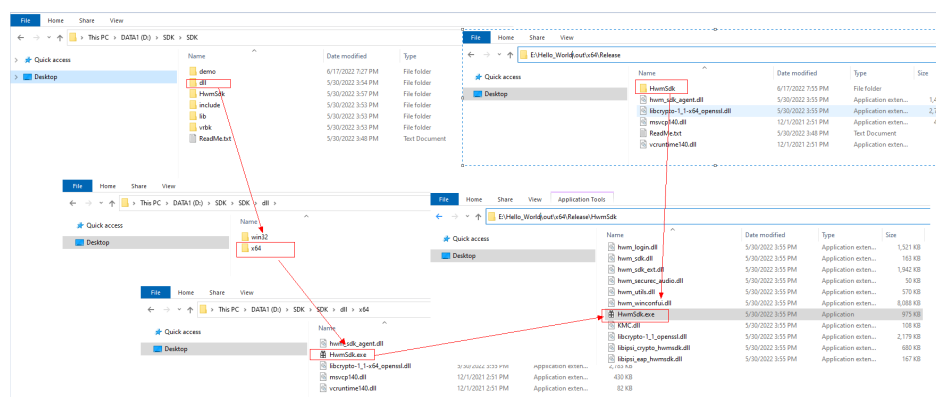 File Home Share View
This PC > DATA1 (D:) > SDK > SDK
Quick access
Desktop
Name Date modified Type
demo 6/17/2022 7:27 PM File folder
dll 5/30/2022 3:54 PM File folder
HwmSdk 5/30/2022 3:57 PM File folder
include 5/30/2022 3:53 PM File folder
lib 5/30/2022 3:53 PM File folder
vrbk 5/30/2022 3:53 PM File folder
ReadMe.txt 5/30/2022 3:48 PM Text Document
File Home Share View
E:\Hello_World\out\x64\Release
Quick access
Desktop
Name Date modified Type Size
HwmSdk 6/17/2022 7:55 PM File folder
hwm_sdk_agent.dll 5/30/2022 3:55 PM Application exten...
libcrypto-1_1-x64_openssl.dll 5/30/2022 3:55 PM Application exten...
msvcp140.dll 12/1/2021 2:51 PM Application exten...
ReadMe.txt 5/30/2022 3:48 PM Text Document
vcruntime140.dll 12/1/2021 2:51 PM Application exten...
File Home Share View
This PC > DATA1 (D:) > SDK > SDK > dll >
Quick access
Desktop
Name
win32
x64
File Home Share View Application Tools
E:\Hello_World\out\x64\Release\HwmSdk
Quick access
Desktop
Name Date modified Type Size
hwm_login.dll 5/30/2022 3:55 PM Application exten... 1,521 KB
hwm_sdk.dll 5/30/2022 3:55 PM Application exten... 163 KB
hwm_sdk_ext.dll 5/30/2022 3:55 PM Application exten... 1,942 KB
hwm_securec_audio.dll 5/30/2022 3:55 PM Application exten... 50 KB
hwm_utils.dll 5/30/2022 3:55 PM Application exten... 570 KB
hwm_winconfui.dll 5/30/2022 3:55 PM Application exten... 8,088 KB
HwmSdk.exe 5/30/2022 3:55 PM Application 975 KB
KMC.dll 5/30/2022 3:55 PM Application exten... 108 KB
libcrypto-1_1_openssl.dll 5/30/2022 3:55 PM Application exten... 2,179 KB
libipsi_crypto_hwmsdk.dll 5/30/2022 3:55 PM Application exten... 680 KB
libipsi_eap_hwmsdk.dll 5/30/2022 3:55 PM Application exten... 167 KB
File Home Share View
This PC > DATA1 (D:) > SDK > SDK > dll > x64
Quick access
Desktop
Name
hwm_sdk_agent.dll
HwmSdk.exe
libcrypto-1_1-x64_openssl.dll 5/30/2022 3:55 PM Application exten...
msvcp140.dll 12/1/2021 2:51 PM Application exten... 430 KB
vcruntime140.dll 12/1/2021 2:51 PM Application exten... 82 KB